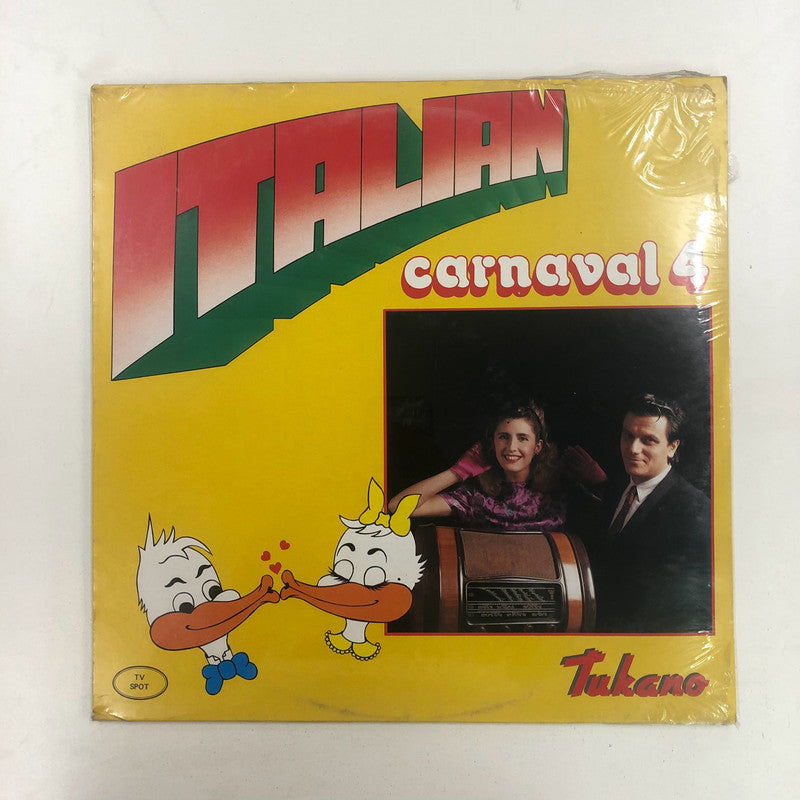 ITALIAN
carnaval 4
Tukano
TV
SPOT